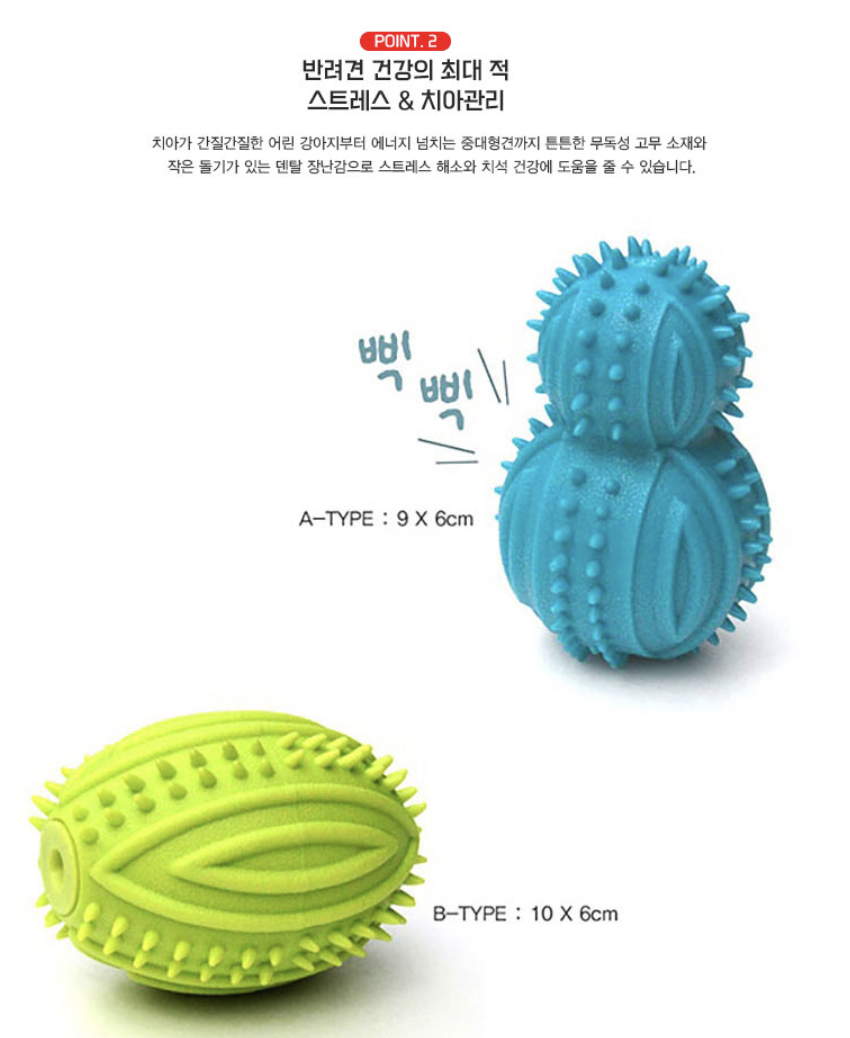 POINT. 2
반려견 건강의 최대 적
스트레스 & 치아관리
치아가 간질간질한 어린 강아지부터 에너지 넘치는 중대형견까지 튼튼한 무독성 고무 소재와
작은 돌기가 있는 덴탈 장난감으로 스트레스 해소와 치석 건강에 도움을 줄 수 있습니다.
삑
삑
A-TYPE : 9 X 6cm
B-TYPE : 10 X 6cm